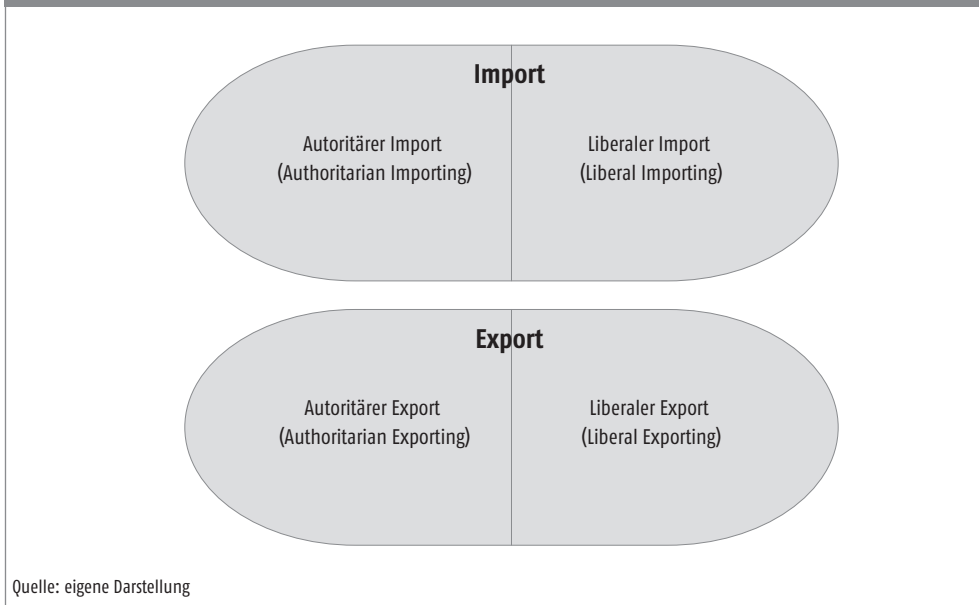 Import
Autoritärer Import
(Authoritarian Importing)
Liberaler Import
(Liberal Importing)
Export
Autoritärer Export
(Authoritarian Exporting)
Liberaler Export
(Liberal Exporting)
Quelle: eigene Darstellung